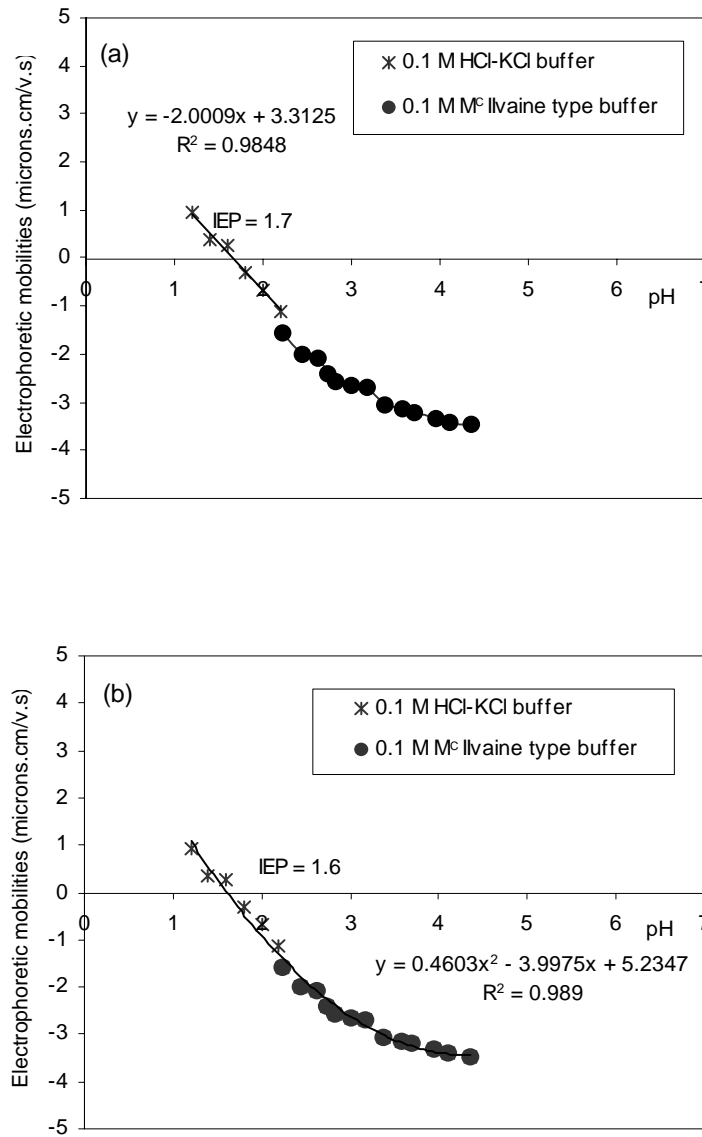 5
(a)
0.1 M HCl-KCl buffer
4
3
0.1 M Mᶜ Ilvaine type buffer
y = -2.0009x + 3.3125
R² = 0.9848
2
1
IEP = 1.7
0
0 1 2 3 4 5 6 7
pH
-1
-2
-3
-4
-5
Electrophoretic mobilities (microns.cm/v.s)
5
(b)
0.1 M HCl-KCl buffer
4
3
0.1 M Mᶜ Ilvaine type buffer
2
1
IEP = 1.6
0
0 1 2 3 4 5 6 7
pH
-1
y = 0.4603x² - 3.9975x + 5.2347
R² = 0.989
-2
-3
-4
-5
Electrophoretic mobilities (microns.cm/v.s)